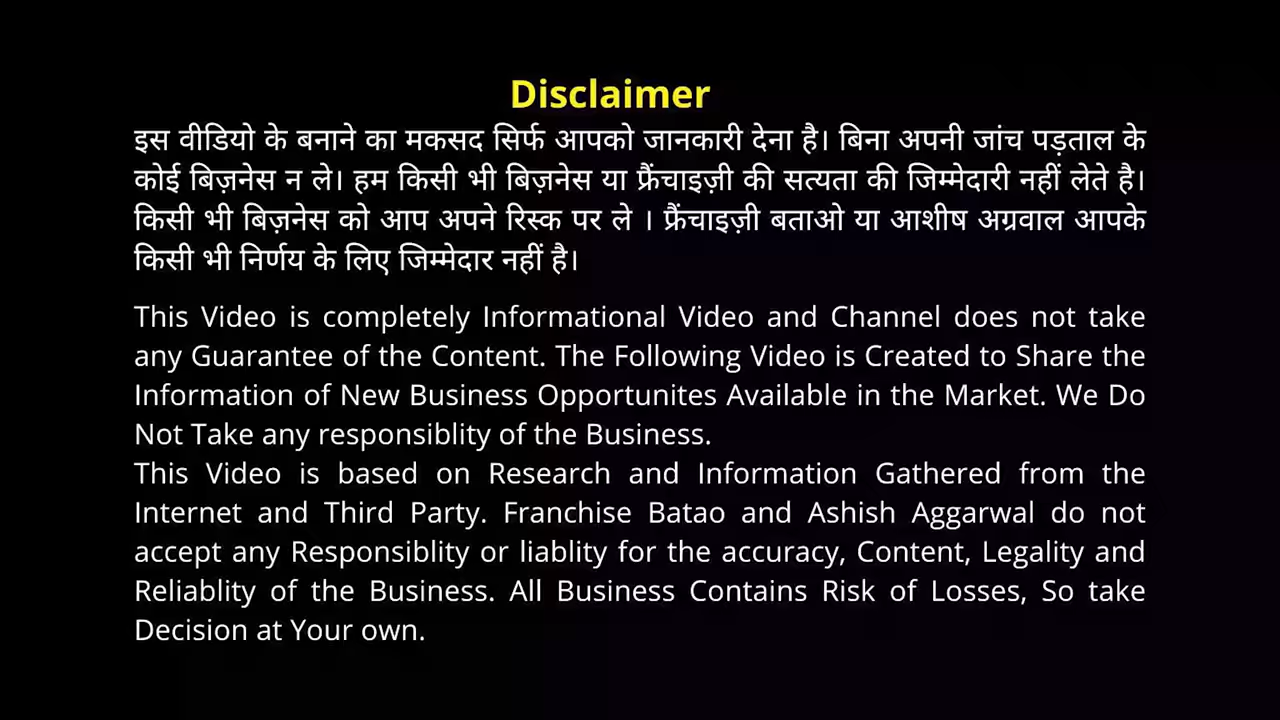 Disclaimer
इस वीडियो के बनाने का मकसद सिर्फ आपको जानकारी देना है। बिना अपनी जांच पड़ताल के
कोई बिज़नेस न ले। हम किसी भी बिज़नेस या फ्रैंचाइज़ी की सत्यता की जिम्मेदारी नहीं लेते है।
किसी भी बिज़नेस को आप अपने रिस्क पर ले । फ्रैंचाइज़ी बताओ या आशीष अग्रवाल आपके
किसी भी निर्णय के लिए जिम्मेदार नहीं है।
This Video is completely Informational Video and Channel does not take
any Guarantee of the Content. The Following Video is Created to Share the
Information of New Business Opportunites Available in the Market. We Do
Not Take any responsiblity of the Business.
This Video is based on Research and Information Gathered from the
Internet and Third Party. Franchise Batao and Ashish Aggarwal do not
accept any Responsiblity or liablity for the accuracy, Content, Legality and
Reliablity of the Business. All Business Contains Risk of Losses, So take
Decision at Your own.